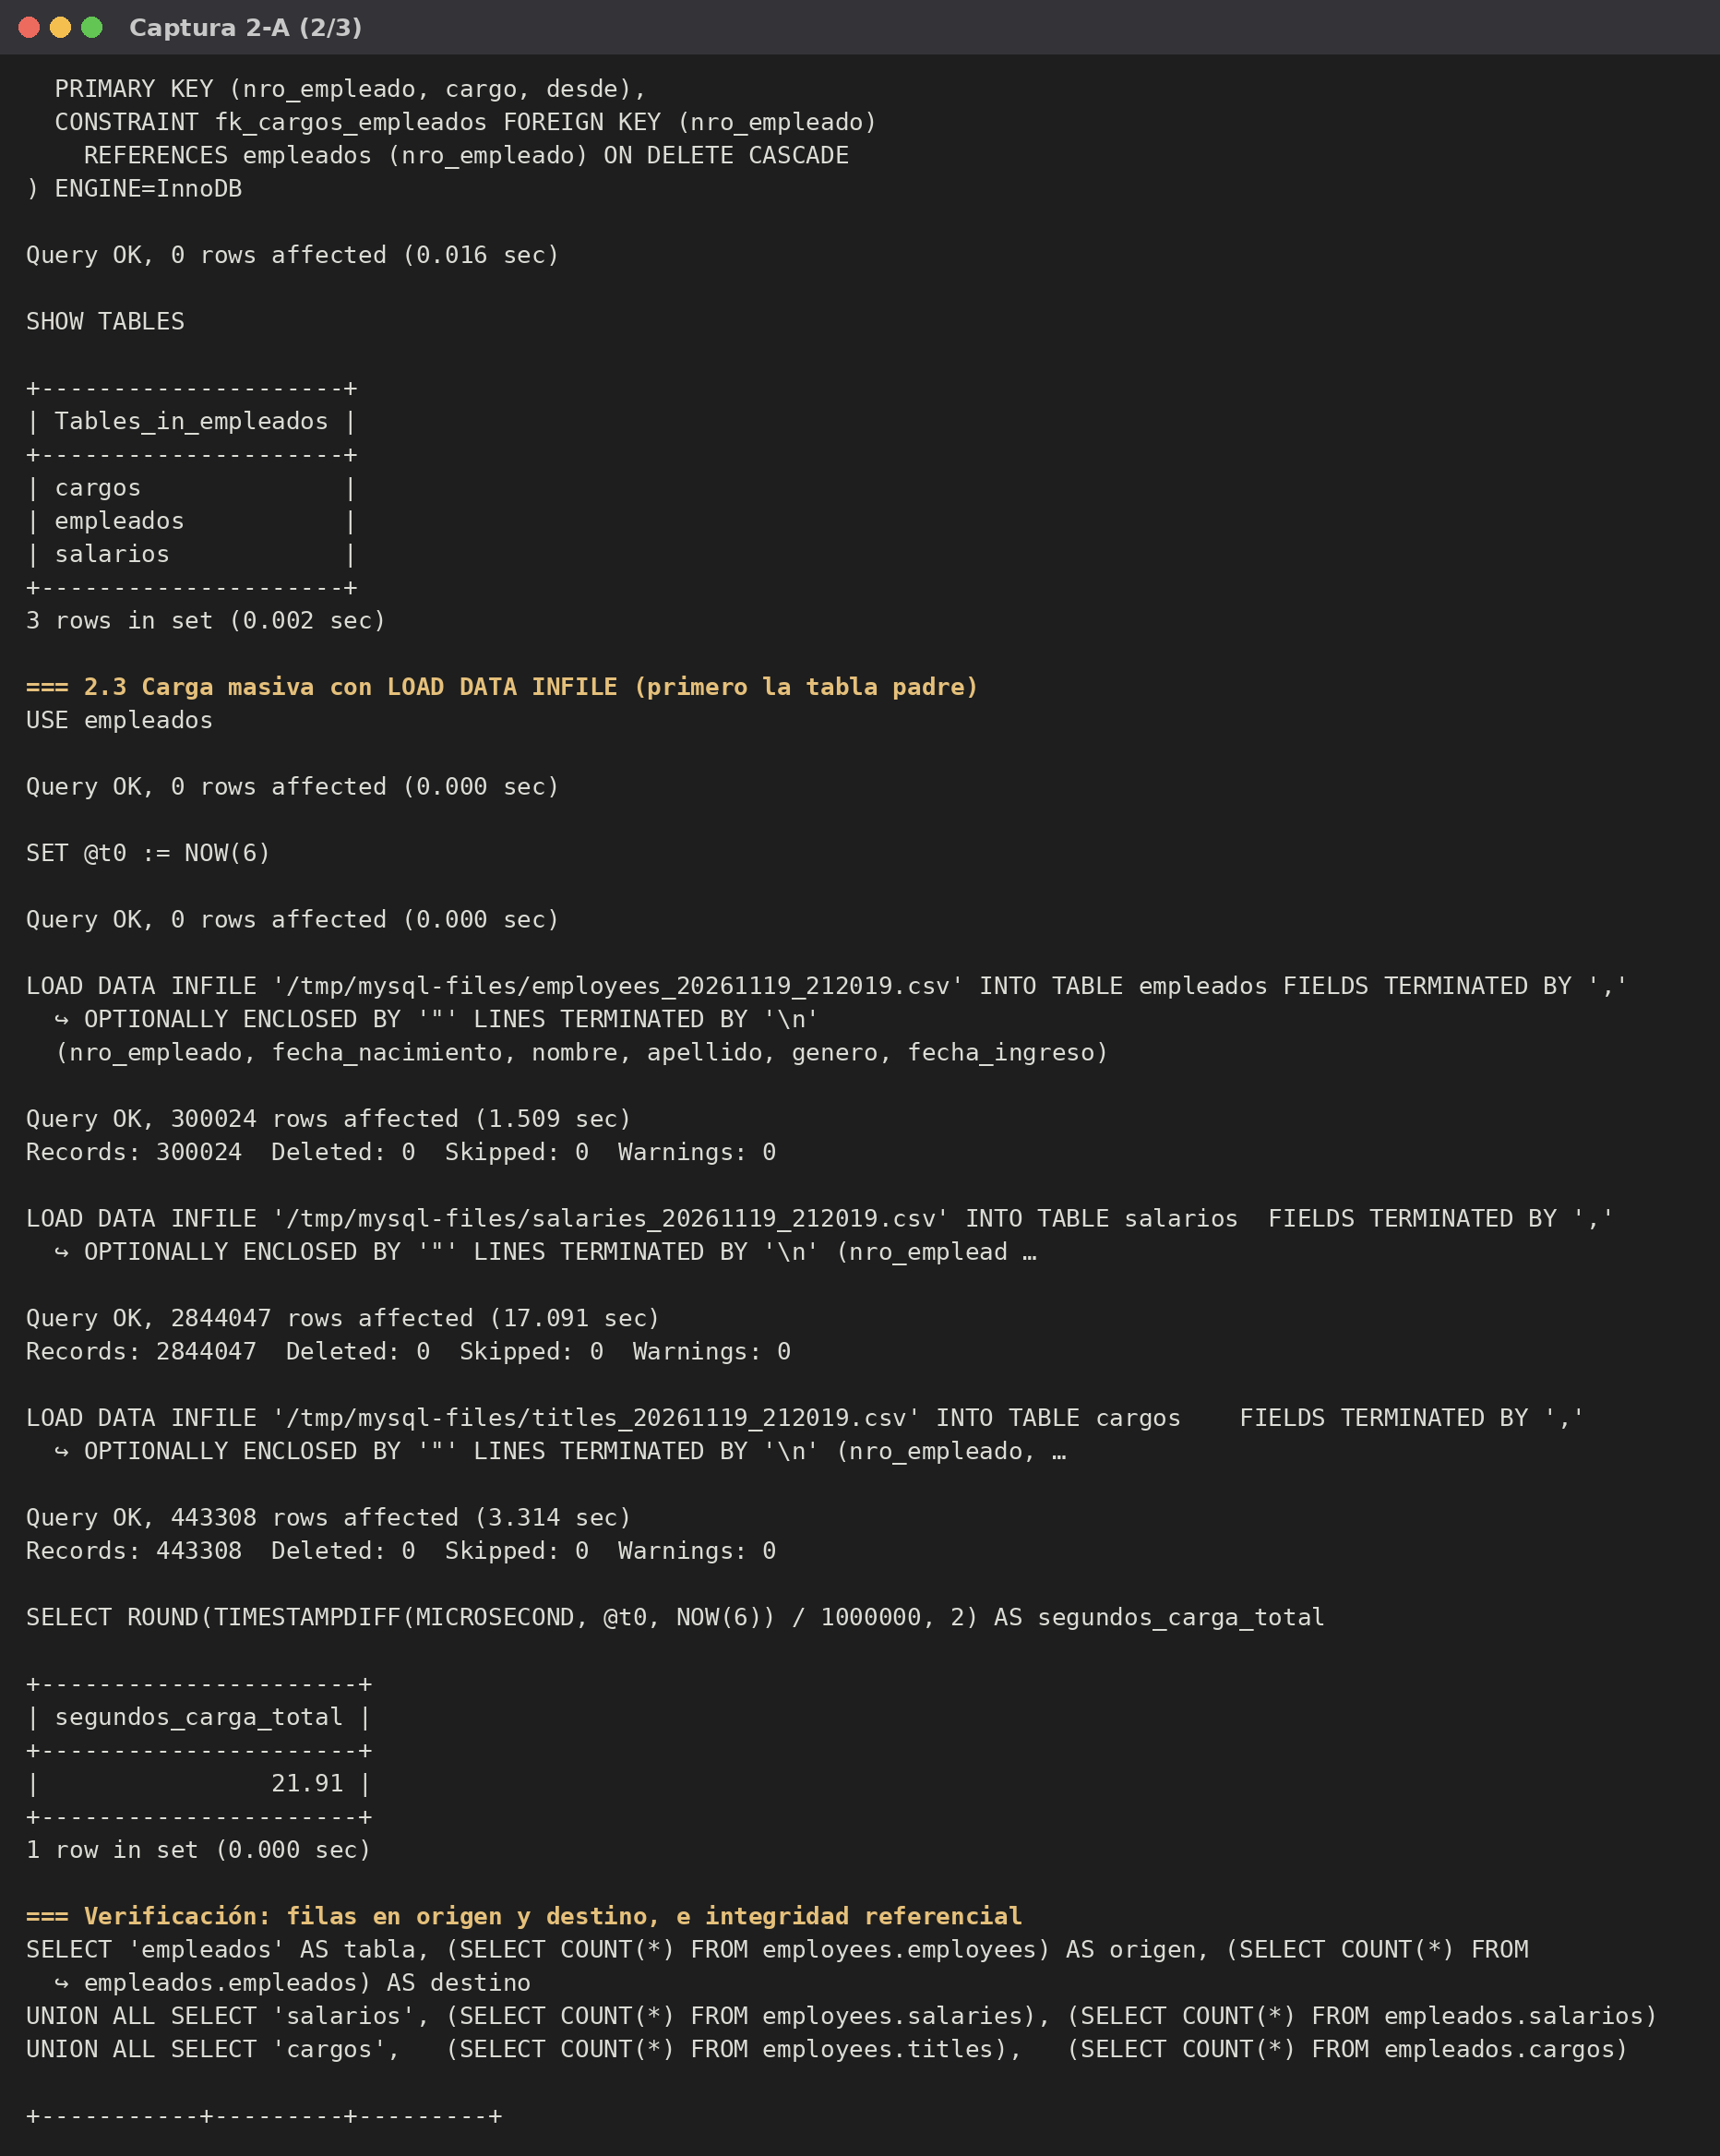 Captura 2-A (2/3)
  PRIMARY KEY (nro_empleado, cargo, desde),
  CONSTRAINT fk_cargos_empleados FOREIGN KEY (nro_empleado)
    REFERENCES empleados (nro_empleado) ON DELETE CASCADE
) ENGINE=InnoDB

Query OK, 0 rows affected (0.016 sec)

SHOW TABLES

+---------------------+
| Tables_in_empleados |
+---------------------+
| cargos              |
| empleados           |
| salarios            |
+---------------------+
3 rows in set (0.002 sec)

=== 2.3 Carga masiva con LOAD DATA INFILE (primero la tabla padre)
USE empleados

Query OK, 0 rows affected (0.000 sec)

SET @t0 := NOW(6)

Query OK, 0 rows affected (0.000 sec)

LOAD DATA INFILE '/tmp/mysql-files/employees_20261119_212019.csv' INTO TABLE empleados FIELDS TERMINATED BY ','
  ↪ OPTIONALLY ENCLOSED BY '"' LINES TERMINATED BY '\n'
  (nro_empleado, fecha_nacimiento, nombre, apellido, genero, fecha_ingreso)

Query OK, 300024 rows affected (1.509 sec)
Records: 300024  Deleted: 0  Skipped: 0  Warnings: 0

LOAD DATA INFILE '/tmp/mysql-files/salaries_20261119_212019.csv' INTO TABLE salarios  FIELDS TERMINATED BY ','
  ↪ OPTIONALLY ENCLOSED BY '"' LINES TERMINATED BY '\n' (nro_emplead …

Query OK, 2844047 rows affected (17.091 sec)
Records: 2844047  Deleted: 0  Skipped: 0  Warnings: 0

LOAD DATA INFILE '/tmp/mysql-files/titles_20261119_212019.csv' INTO TABLE cargos    FIELDS TERMINATED BY ','
  ↪ OPTIONALLY ENCLOSED BY '"' LINES TERMINATED BY '\n' (nro_empleado, …

Query OK, 443308 rows affected (3.314 sec)
Records: 443308  Deleted: 0  Skipped: 0  Warnings: 0

SELECT ROUND(TIMESTAMPDIFF(MICROSECOND, @t0, NOW(6)) / 1000000, 2) AS segundos_carga_total

+----------------------+
| segundos_carga_total |
+----------------------+
|                21.91 |
+----------------------+
1 row in set (0.000 sec)

=== Verificación: filas en origen y destino, e integridad referencial
SELECT 'empleados' AS tabla, (SELECT COUNT(*) FROM employees.employees) AS origen, (SELECT COUNT(*) FROM
  ↪ empleados.empleados) AS destino
UNION ALL SELECT 'salarios', (SELECT COUNT(*) FROM employees.salaries), (SELECT COUNT(*) FROM empleados.salarios)
UNION ALL SELECT 'cargos',   (SELECT COUNT(*) FROM employees.titles),   (SELECT COUNT(*) FROM empleados.cargos)

+-----------+---------+---------+